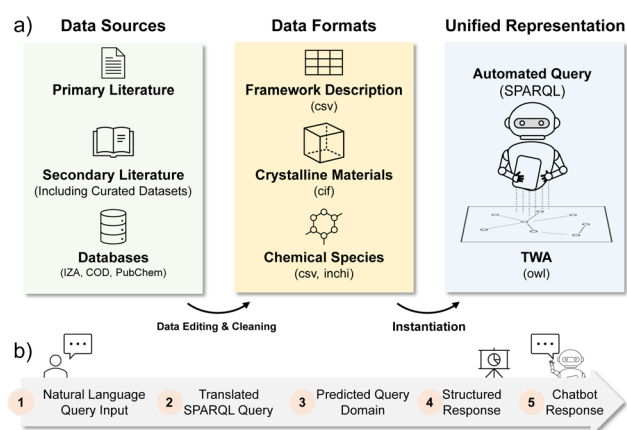 a)
Data Sources
Data Formats
Unified Representation
Primary Literature
Secondary Literature
(Including Curated Datasets)
Databases
(IZA, COD, PubChem)
Framework Description
(csv)
Crystalline Materials
(cif)
Chemical Species
(csv, inchi)
Automated Query
(SPARQL)
TWA
(owl)
Data Editing & Cleaning
Instantiation
b)
1
Natural Language
Query Input
2
Translated
SPARQL Query
3
Predicted Query
Domain
4
Structured
Response
5
Chatbot
Response